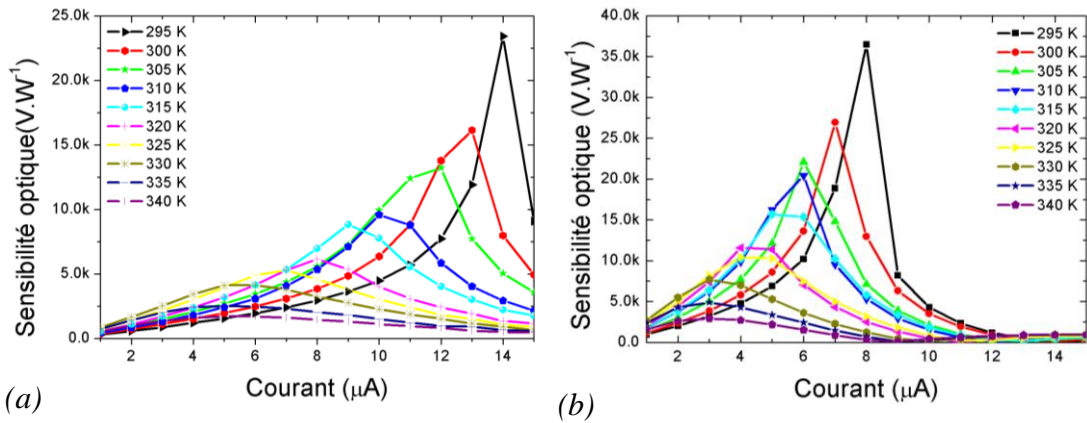 25.0k
20.0k
15.0k
10.0k
5.0k
0.0
Sensibilité optique(V.W⁻¹)
295 K
300 K
305 K
310 K
315 K
320 K
325 K
330 K
335 K
340 K
2 4 6 8 10 12 14
Courant (µA)
(a)
40.0k
35.0k
30.0k
25.0k
20.0k
15.0k
10.0k
5.0k
0.0
Sensibilité optique (V.W⁻¹)
295 K
300 K
305 K
310 K
315 K
320 K
325 K
330 K
335 K
340 K
2 4 6 8 10 12 14
Courant (µA)
(b)